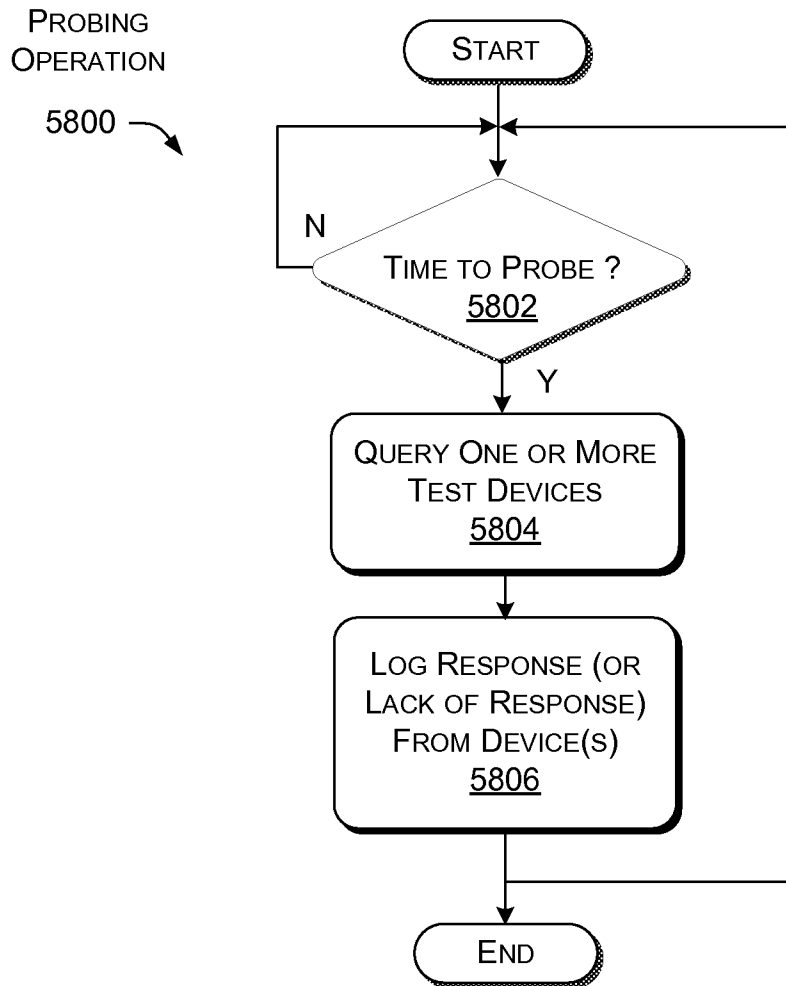 PROBING
OPERATION
5800
START
N
TIME TO PROBE ?
5802
Y
QUERY ONE OR MORE
TEST DEVICES
5804
LOG RESPONSE (OR
LACK OF RESPONSE)
FROM DEVICE(S)
5806
END